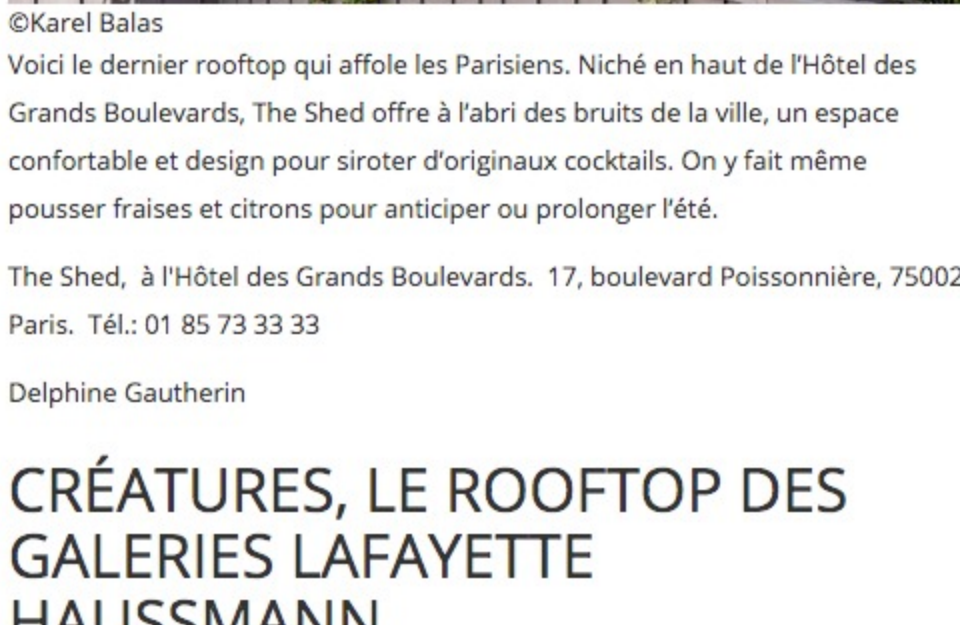 ©Karel Balas
Voici le dernier rooftop qui affole les Parisiens. Niché en haut de l’Hôtel des
Grands Boulevards, The Shed offre à l’abri des bruits de la ville, un espace
confortable et design pour siroter d’originaux cocktails. On y fait même
pousser fraises et citrons pour anticiper ou prolonger l’été.
The Shed,  à l'Hôtel des Grands Boulevards.  17, boulevard Poissonnière, 75002
Paris.  Tél.: 01 85 73 33 33
Delphine Gautherin
CRÉATURES, LE ROOFTOP DES
GALERIES LAFAYETTE
HAUSSMANN